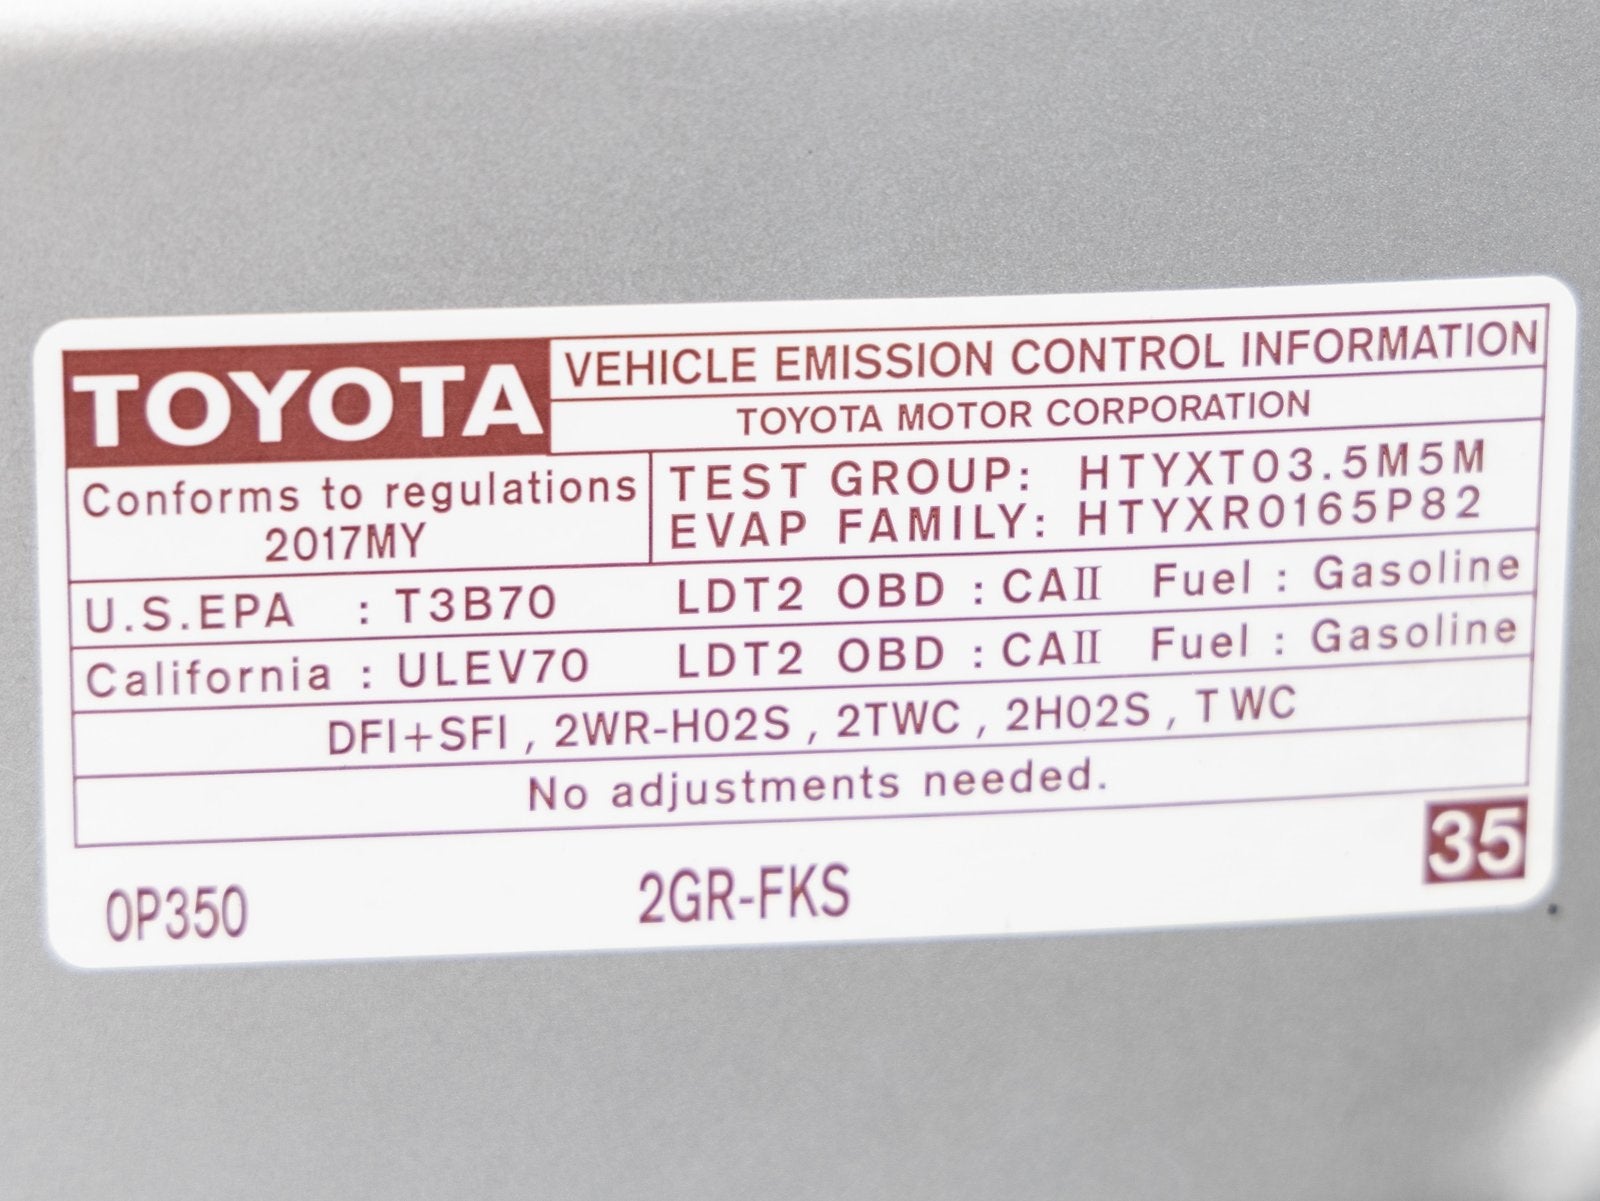 TOYOTA VEHICLE EMISSION CONTROL INFORMATION
TOYOTA MOTOR CORPORATION
Conforms to regulations
2017MY
TEST GROUP: HTYXT03.5M5M
EVAP FAMILY: HTYXR0165P82
U.S.EPA : T3B70 LDT2 OBD : CAII Fuel : Gasoline
California : ULEV70 LDT2 OBD : CAII Fuel : Gasoline
DFI+SFI , 2WR-HO2S , 2TWC , 2HO2S , TWC
No adjustments needed.
35
0P350 2GR-FKS